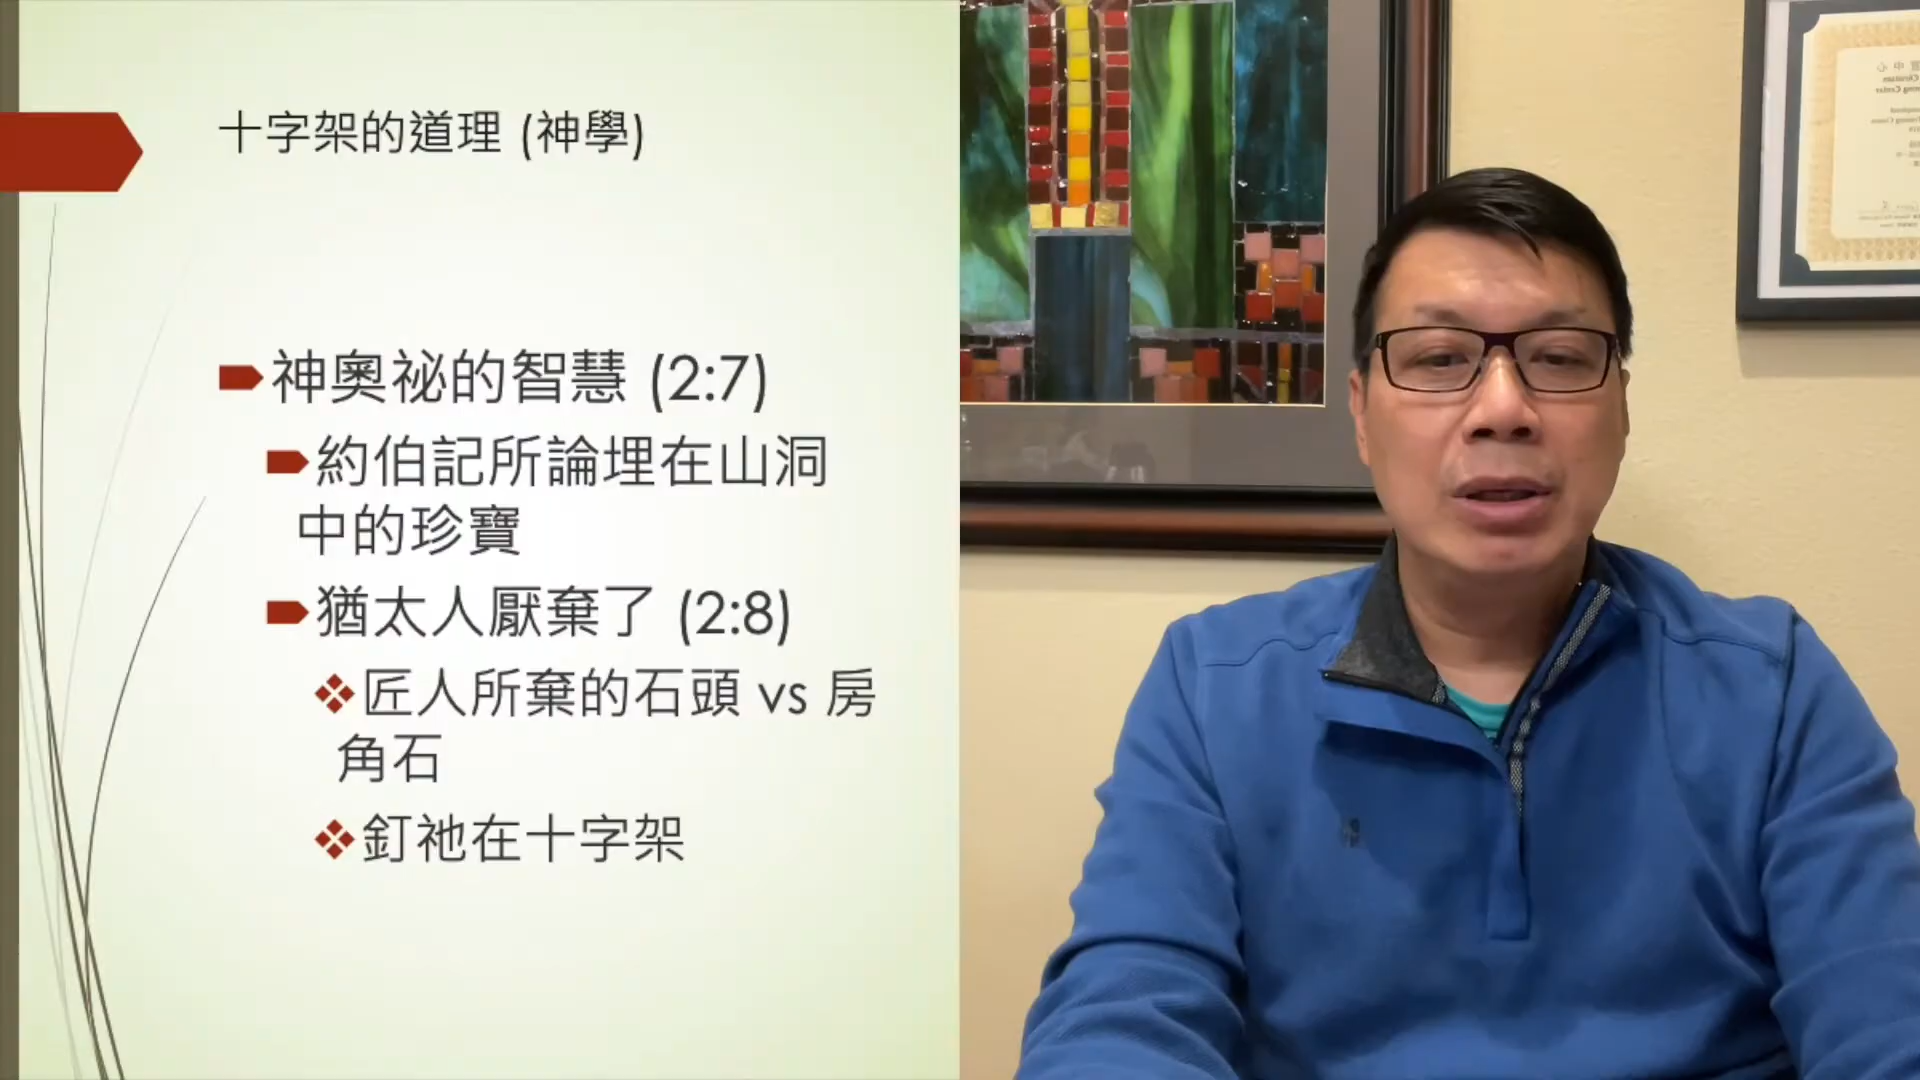 十字架的道理 (神學)
神奧祕的智慧 (2:7)
約伯記所論埋在山洞
中的珍寶
猶太人厭棄了 (2:8)
匠人所棄的石頭 vs 房
角石
釘祂在十字架